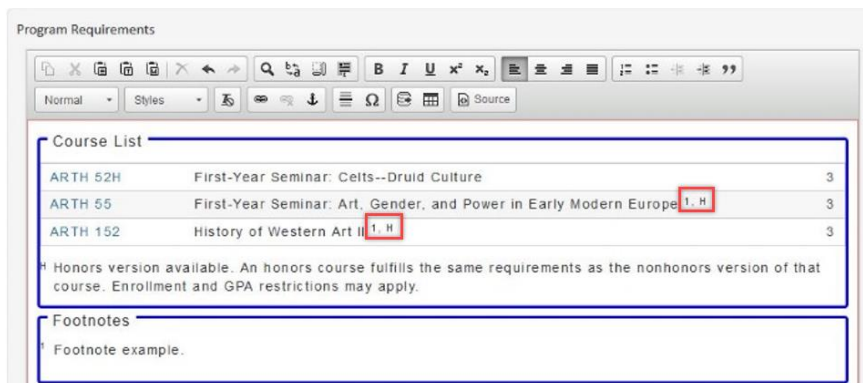 Program Requirements
B I U x² x₂
Normal Styles Source
Course List
ARTH 52H First-Year Seminar: Celts--Druid Culture 3
ARTH 55 First-Year Seminar: Art, Gender, and Power in Early Modern Europe 1, H 3
ARTH 152 History of Western Art II 1, H 3
H Honors version available. An honors course fulfills the same requirements as the nonhonors version of that
course. Enrollment and GPA restrictions may apply.
Footnotes
1 Footnote example.